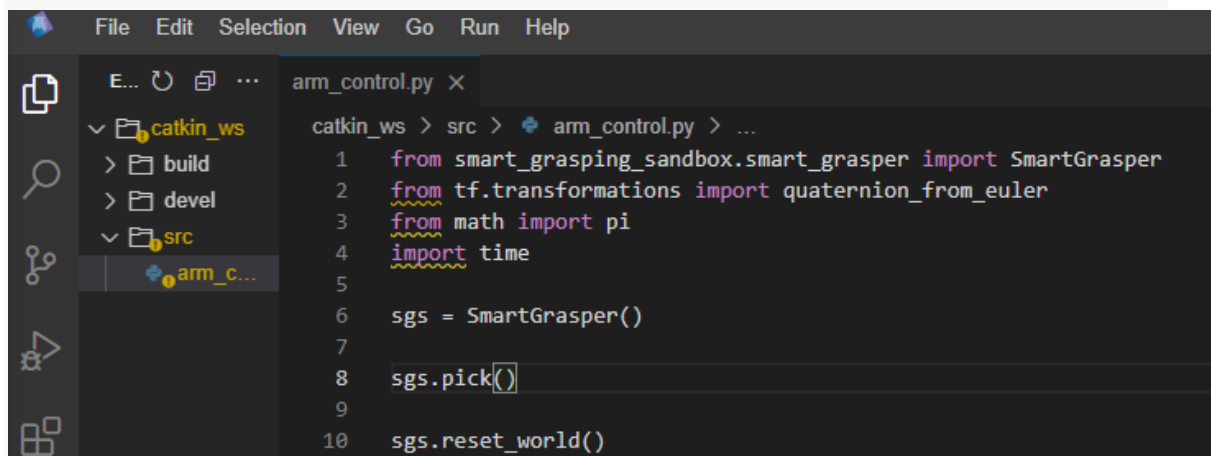 File Edit Selection View Go Run Help
E... ...
arm_control.py ×
catkin_ws
build
devel
src
arm_c...
catkin_ws > src > arm_control.py > ...
1 from smart_grasping_sandbox.smart_grasper import SmartGrasper
2 from tf.transformations import quaternion_from_euler
3 from math import pi
4 import time
5
6 sgs = SmartGrasper()
7
8 sgs.pick()
9
10 sgs.reset_world()